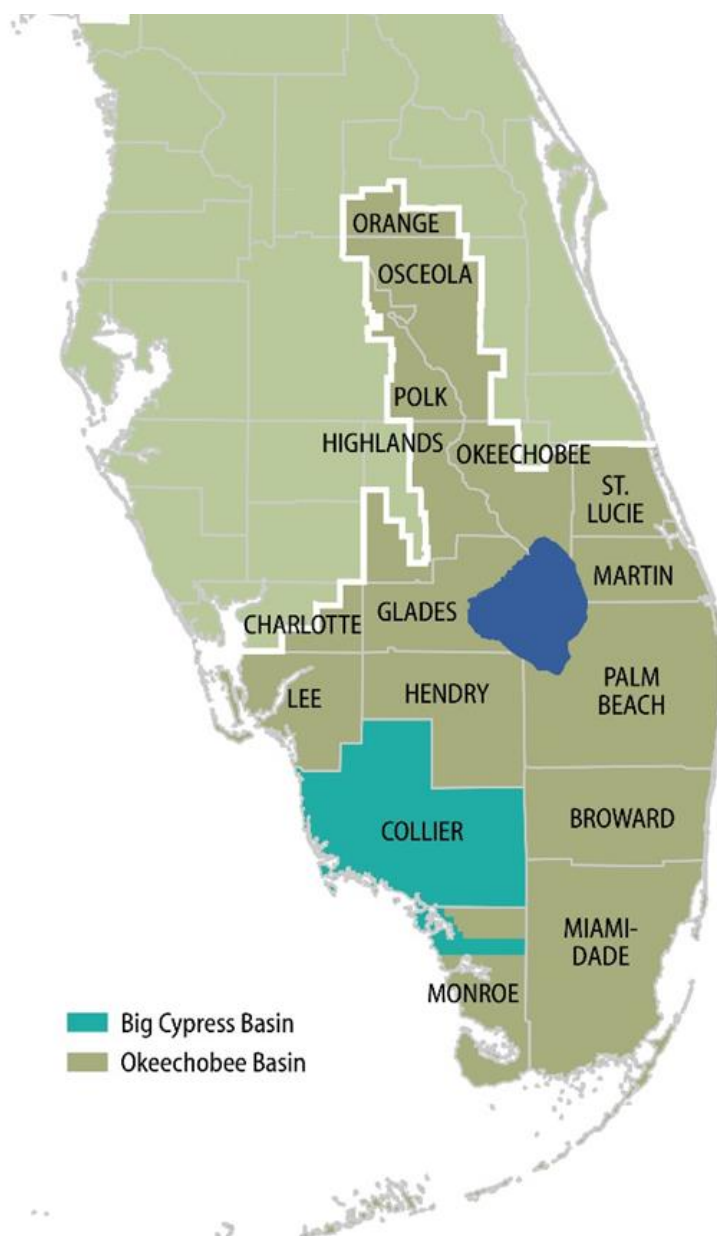 ORANGE
OSCEOLA
POLK
HIGHLANDS
OKEECHOBEE
ST.
LUCIE
MARTIN
CHARLOTTE
GLADES
LEE
HENDRY
PALM
BEACH
COLLIER
BROWARD
MIAMI-
DADE
MONROE
Big Cypress Basin
Okeechobee Basin